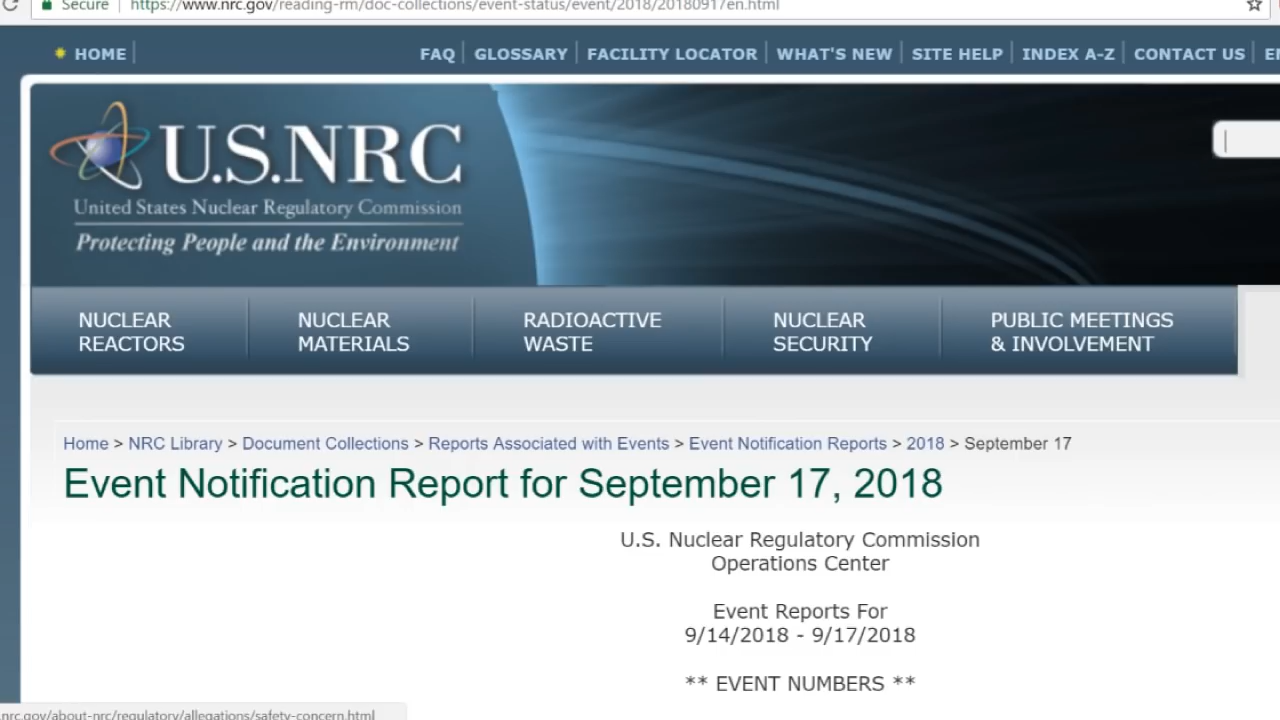 Secure https://www.nrc.gov/reading-rm/doc-collections/event-status/event/2018/20180917en.html
HOME FAQ GLOSSARY FACILITY LOCATOR WHAT'S NEW SITE HELP INDEX A-Z CONTACT US
U.S.NRC
United States Nuclear Regulatory Commission
Protecting People and the Environment
NUCLEAR REACTORS
NUCLEAR MATERIALS
RADIOACTIVE WASTE
NUCLEAR SECURITY
PUBLIC MEETINGS & INVOLVEMENT
Home > NRC Library > Document Collections > Reports Associated with Events > Event Notification Reports > 2018 > September 17
Event Notification Report for September 17, 2018
U.S. Nuclear Regulatory Commission
Operations Center
Event Reports For
9/14/2018 - 9/17/2018
** EVENT NUMBERS **
.nrc.gov/about-nrc/regulatory/allegations/safety-concern.html